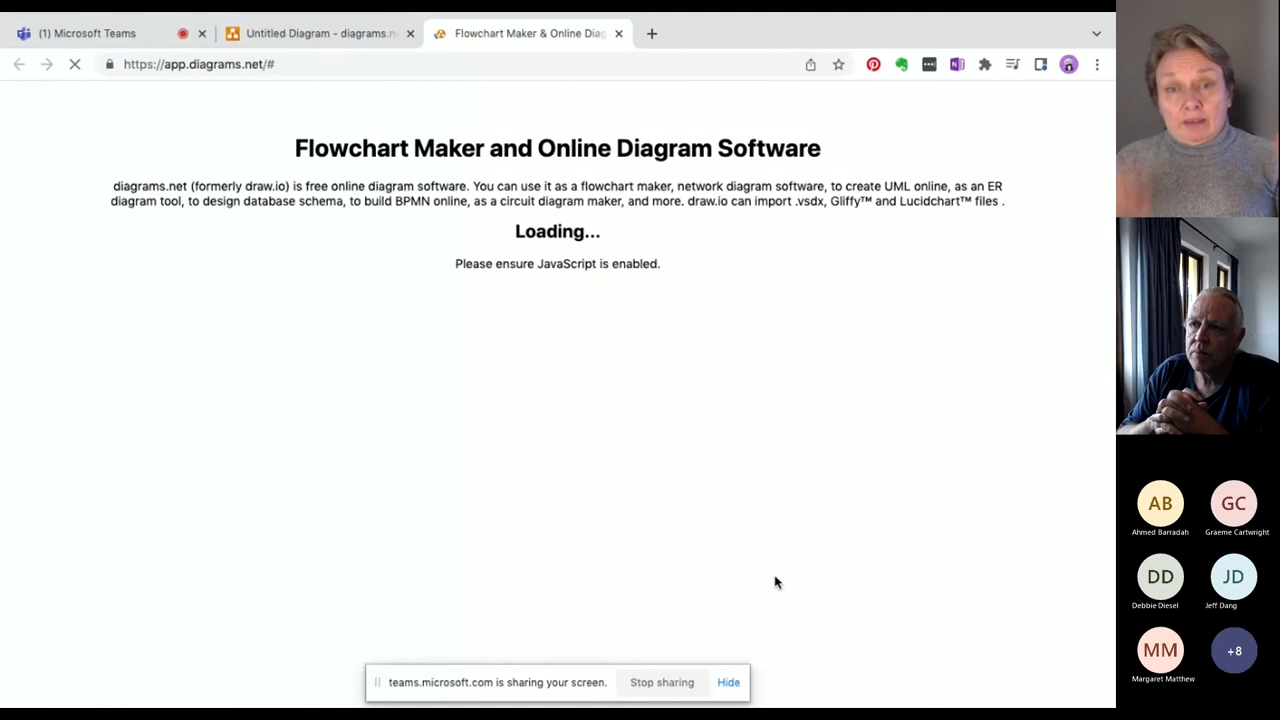 (1) Microsoft Teams
Untitled Diagram - diagrams.n
Flowchart Maker & Online Diag
https://app.diagrams.net/#
Flowchart Maker and Online Diagram Software
diagrams.net (formerly draw.io) is free online diagram software. You can use it as a flowchart maker, network diagram software, to create UML online, as an ER
diagram tool, to design database schema, to build BPMN online, as a circuit diagram maker, and more. draw.io can import .vsdx, Gliffy™ and Lucidchart™ files .
Loading...
Please ensure JavaScript is enabled.
teams.microsoft.com is sharing your screen.
Stop sharing
Hide
AB
GC
Ahmed Barradah
Graeme Cartwright
DD
JD
Debbie Diesel
Jeff Dang
MM
+8
Margaret Matthew